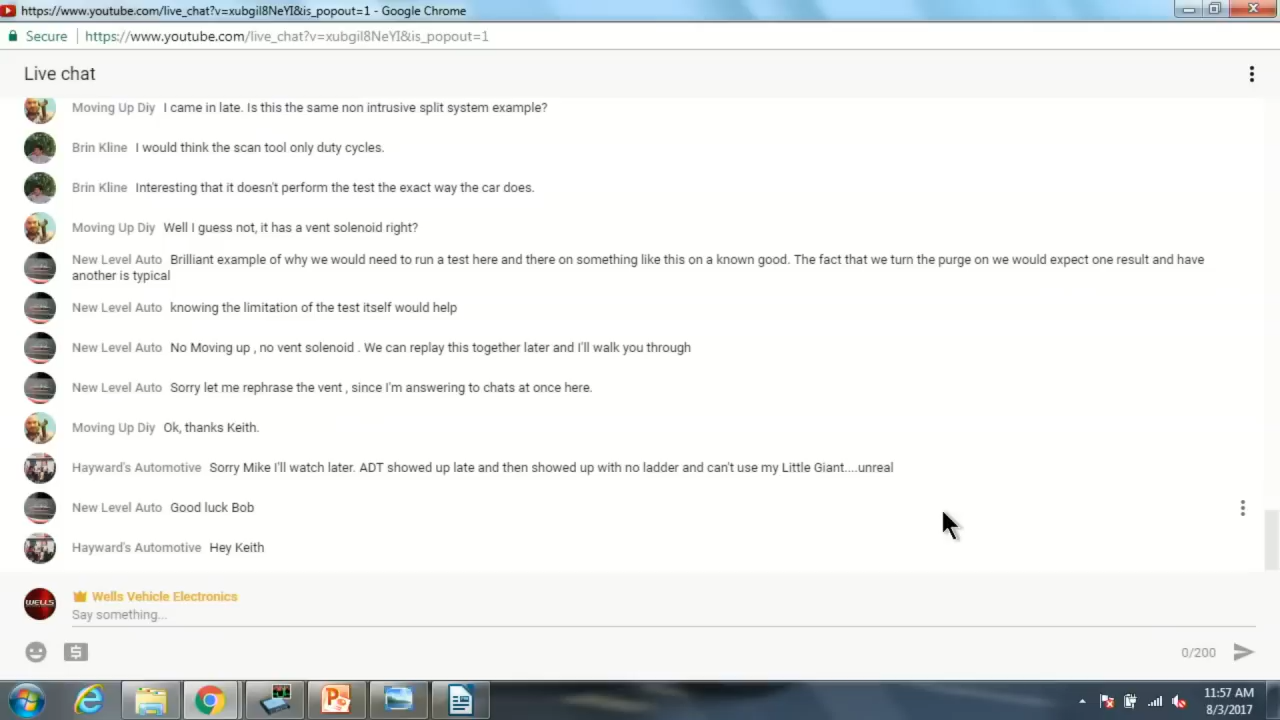 https://www.youtube.com/live_chat?v=xubgil8NeYI&is_popout=1 - Google Chrome
Secure https://www.youtube.com/live_chat?v=xubgil8NeYI&is_popout=1
Live chat
Moving Up Diy I came in late. Is this the same non intrusive split system example?
Brin Kline I would think the scan tool only duty cycles.
Brin Kline Interesting that it doesn't perform the test the exact way the car does.
Moving Up Diy Well I guess not, it has a vent solenoid right?
New Level Auto Brilliant example of why we would need to run a test here and there on something like this on a known good. The fact that we turn the purge on we would expect one result and have
another is typical
New Level Auto knowing the limitation of the test itself would help
New Level Auto No Moving up , no vent solenoid . We can replay this together later and I'll walk you through
New Level Auto Sorry let me rephrase the vent , since I'm answering to chats at once here.
Moving Up Diy Ok, thanks Keith.
Hayward's Automotive Sorry Mike I'll watch later. ADT showed up late and then showed up with no ladder and can't use my Little Giant....unreal
New Level Auto Good luck Bob
Hayward's Automotive Hey Keith
WELLS
Wells Vehicle Electronics
Say something...
0/200
11:57 AM
8/3/2017